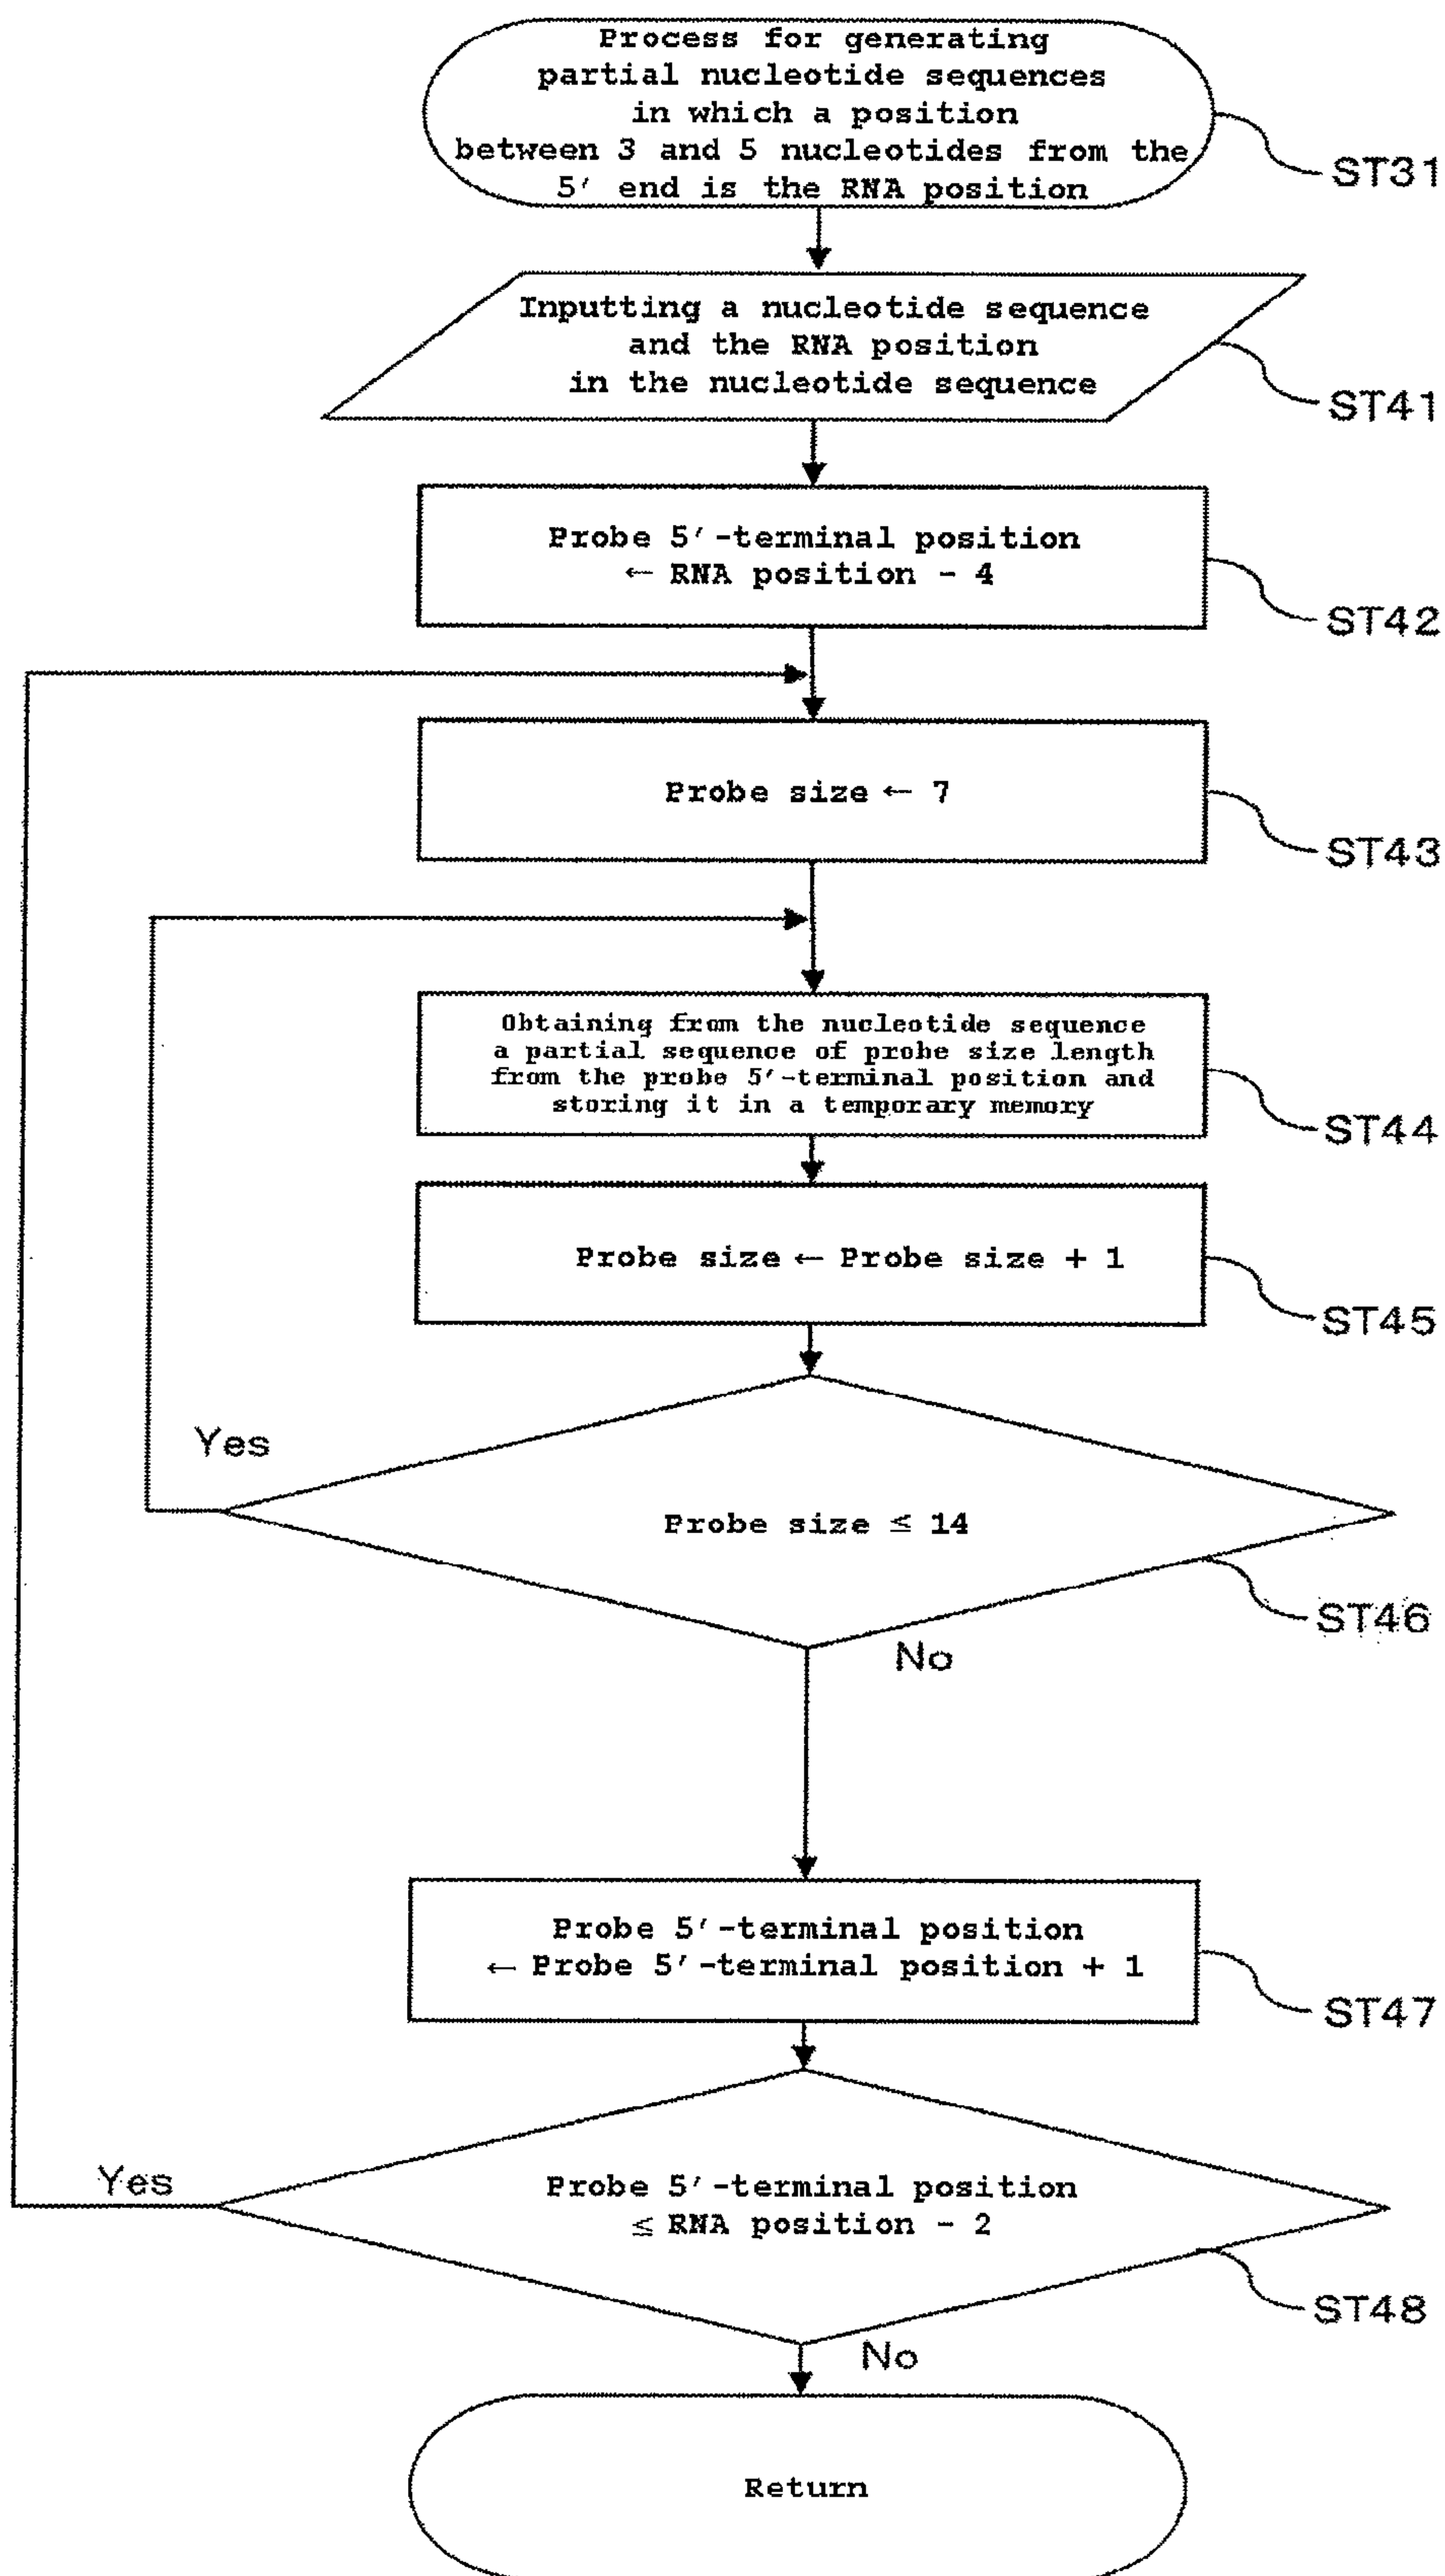 Process for generating
partial nucleotide sequences
in which a position
between 3 and 5 nucleotides from the
5′ end is the RNA position
ST31
Inputting a nucleotide sequence
and the RNA position
in the nucleotide sequence
ST41
Probe 5′-terminal position
← RNA position - 4
ST42
Probe size ← 7
ST43
Obtaining from the nucleotide sequence
a partial sequence of probe size length
from the probe 5′-terminal position and
storing it in a temporary memory
ST44
Probe size ← Probe size + 1
ST45
Yes
Probe size ≦ 14
ST46
No
Probe 5′-terminal position
← Probe 5′-terminal position + 1
ST47
Yes
Probe 5′-terminal position
≦ RNA position - 2
ST48
No
Return